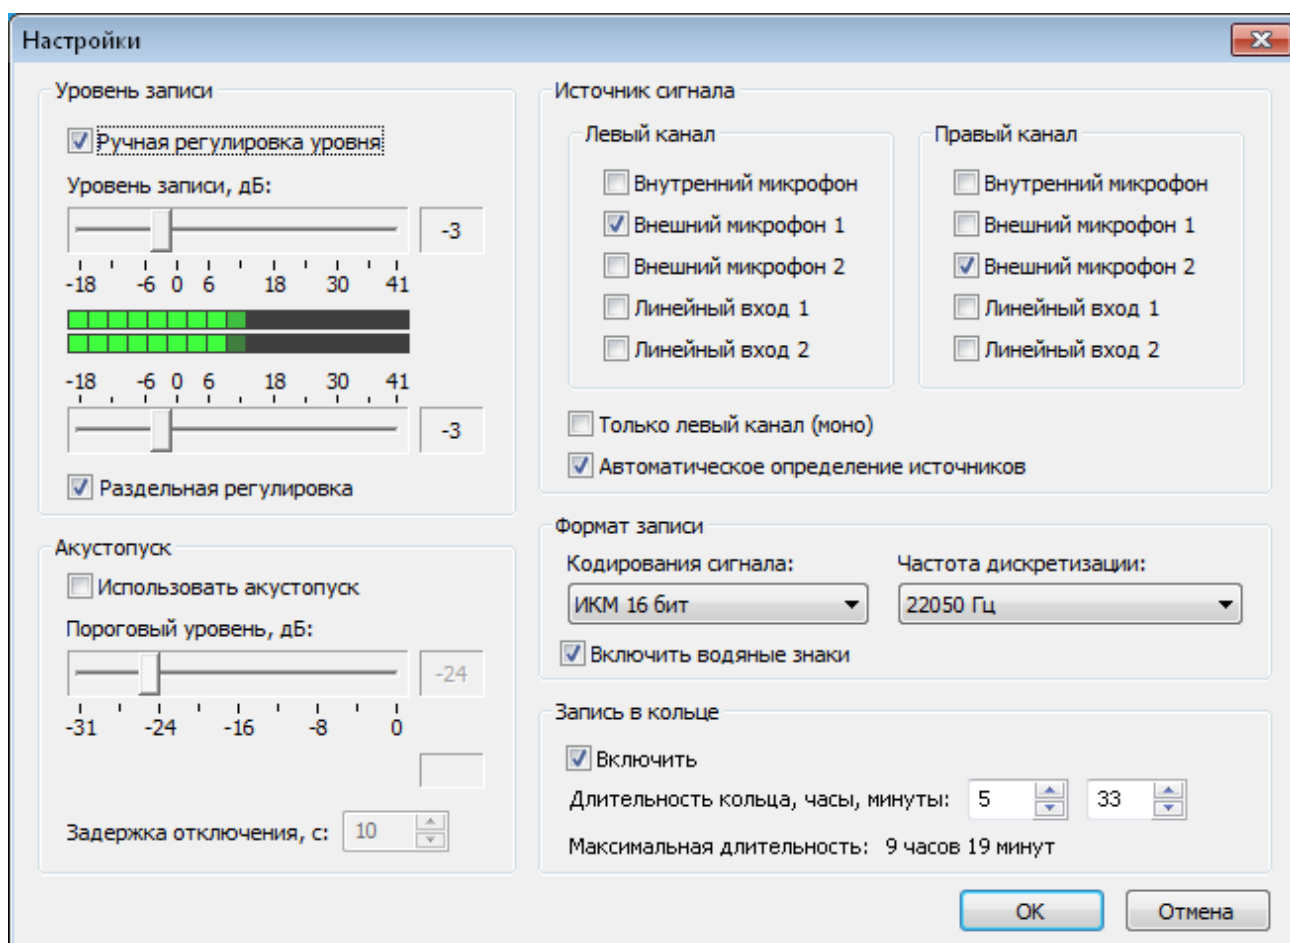 Настройки
Уровень записи
Ручная регулировка уровня
Уровень записи, дБ:
-3
-18 -6 0 6 18 30 41
-18 -6 0 6 18 30 41
-3
Раздельная регулировка
Акустопуск
Использовать акустопуск
Пороговый уровень, дБ:
-24
-31 -24 -16 -8 0
Задержка отключения, с: 10
Источник сигнала
Левый канал
Внутренний микрофон
Внешний микрофон 1
Внешний микрофон 2
Линейный вход 1
Линейный вход 2
Правый канал
Внутренний микрофон
Внешний микрофон 1
Внешний микрофон 2
Линейный вход 1
Линейный вход 2
Только левый канал (моно)
Автоматическое определение источников
Формат записи
Кодирования сигнала:
ИКМ 16 бит
Частота дискретизации:
22050 Гц
Включить водяные знаки
Запись в кольце
Включить
Длительность кольца, часы, минуты: 5 33
Максимальная длительность: 9 часов 19 минут
OK Отмена